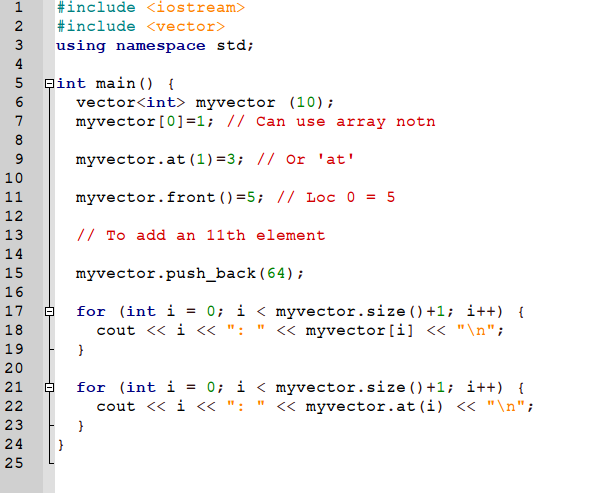 1 #include <iostream>
2 #include <vector>
3 using namespace std;
4
5 int main() {
6 vector<int> myvector (10);
7 myvector[0]=1; // Can use array notn
8
9 myvector.at(1)=3; // Or 'at'
10
11 myvector.front()=5; // Loc 0 = 5
12
13 // To add an 11th element
14
15 myvector.push_back(64);
16
17 for (int i = 0; i < myvector.size()+1; i++) {
18 cout << i << ": " << myvector[i] << "\n";
19 }
20
21 for (int i = 0; i < myvector.size()+1; i++) {
22 cout << i << ": " << myvector.at(i) << "\n";
23 }
24 }
25